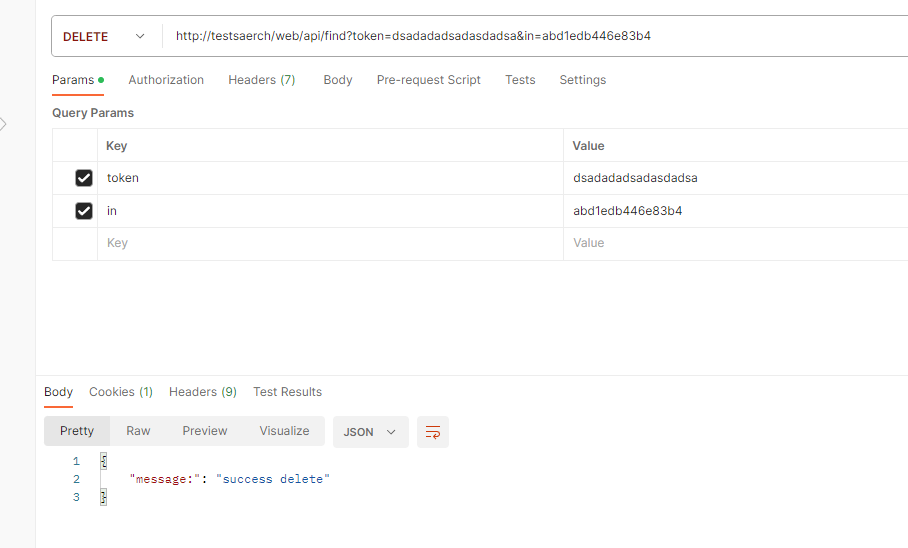 DELETE http://testsaerch/web/api/find?token=dsadadadsadasdadsa&in=abd1edb446e83b4
Params Authorization Headers (7) Body Pre-request Script Tests Settings
Query Params
Key Value
token dsadadadsadasdadsa
in abd1edb446e83b4
Key Value
Body Cookies (1) Headers (9) Test Results
Pretty Raw Preview Visualize JSON
1 {
2 "message:": "success delete"
3 }